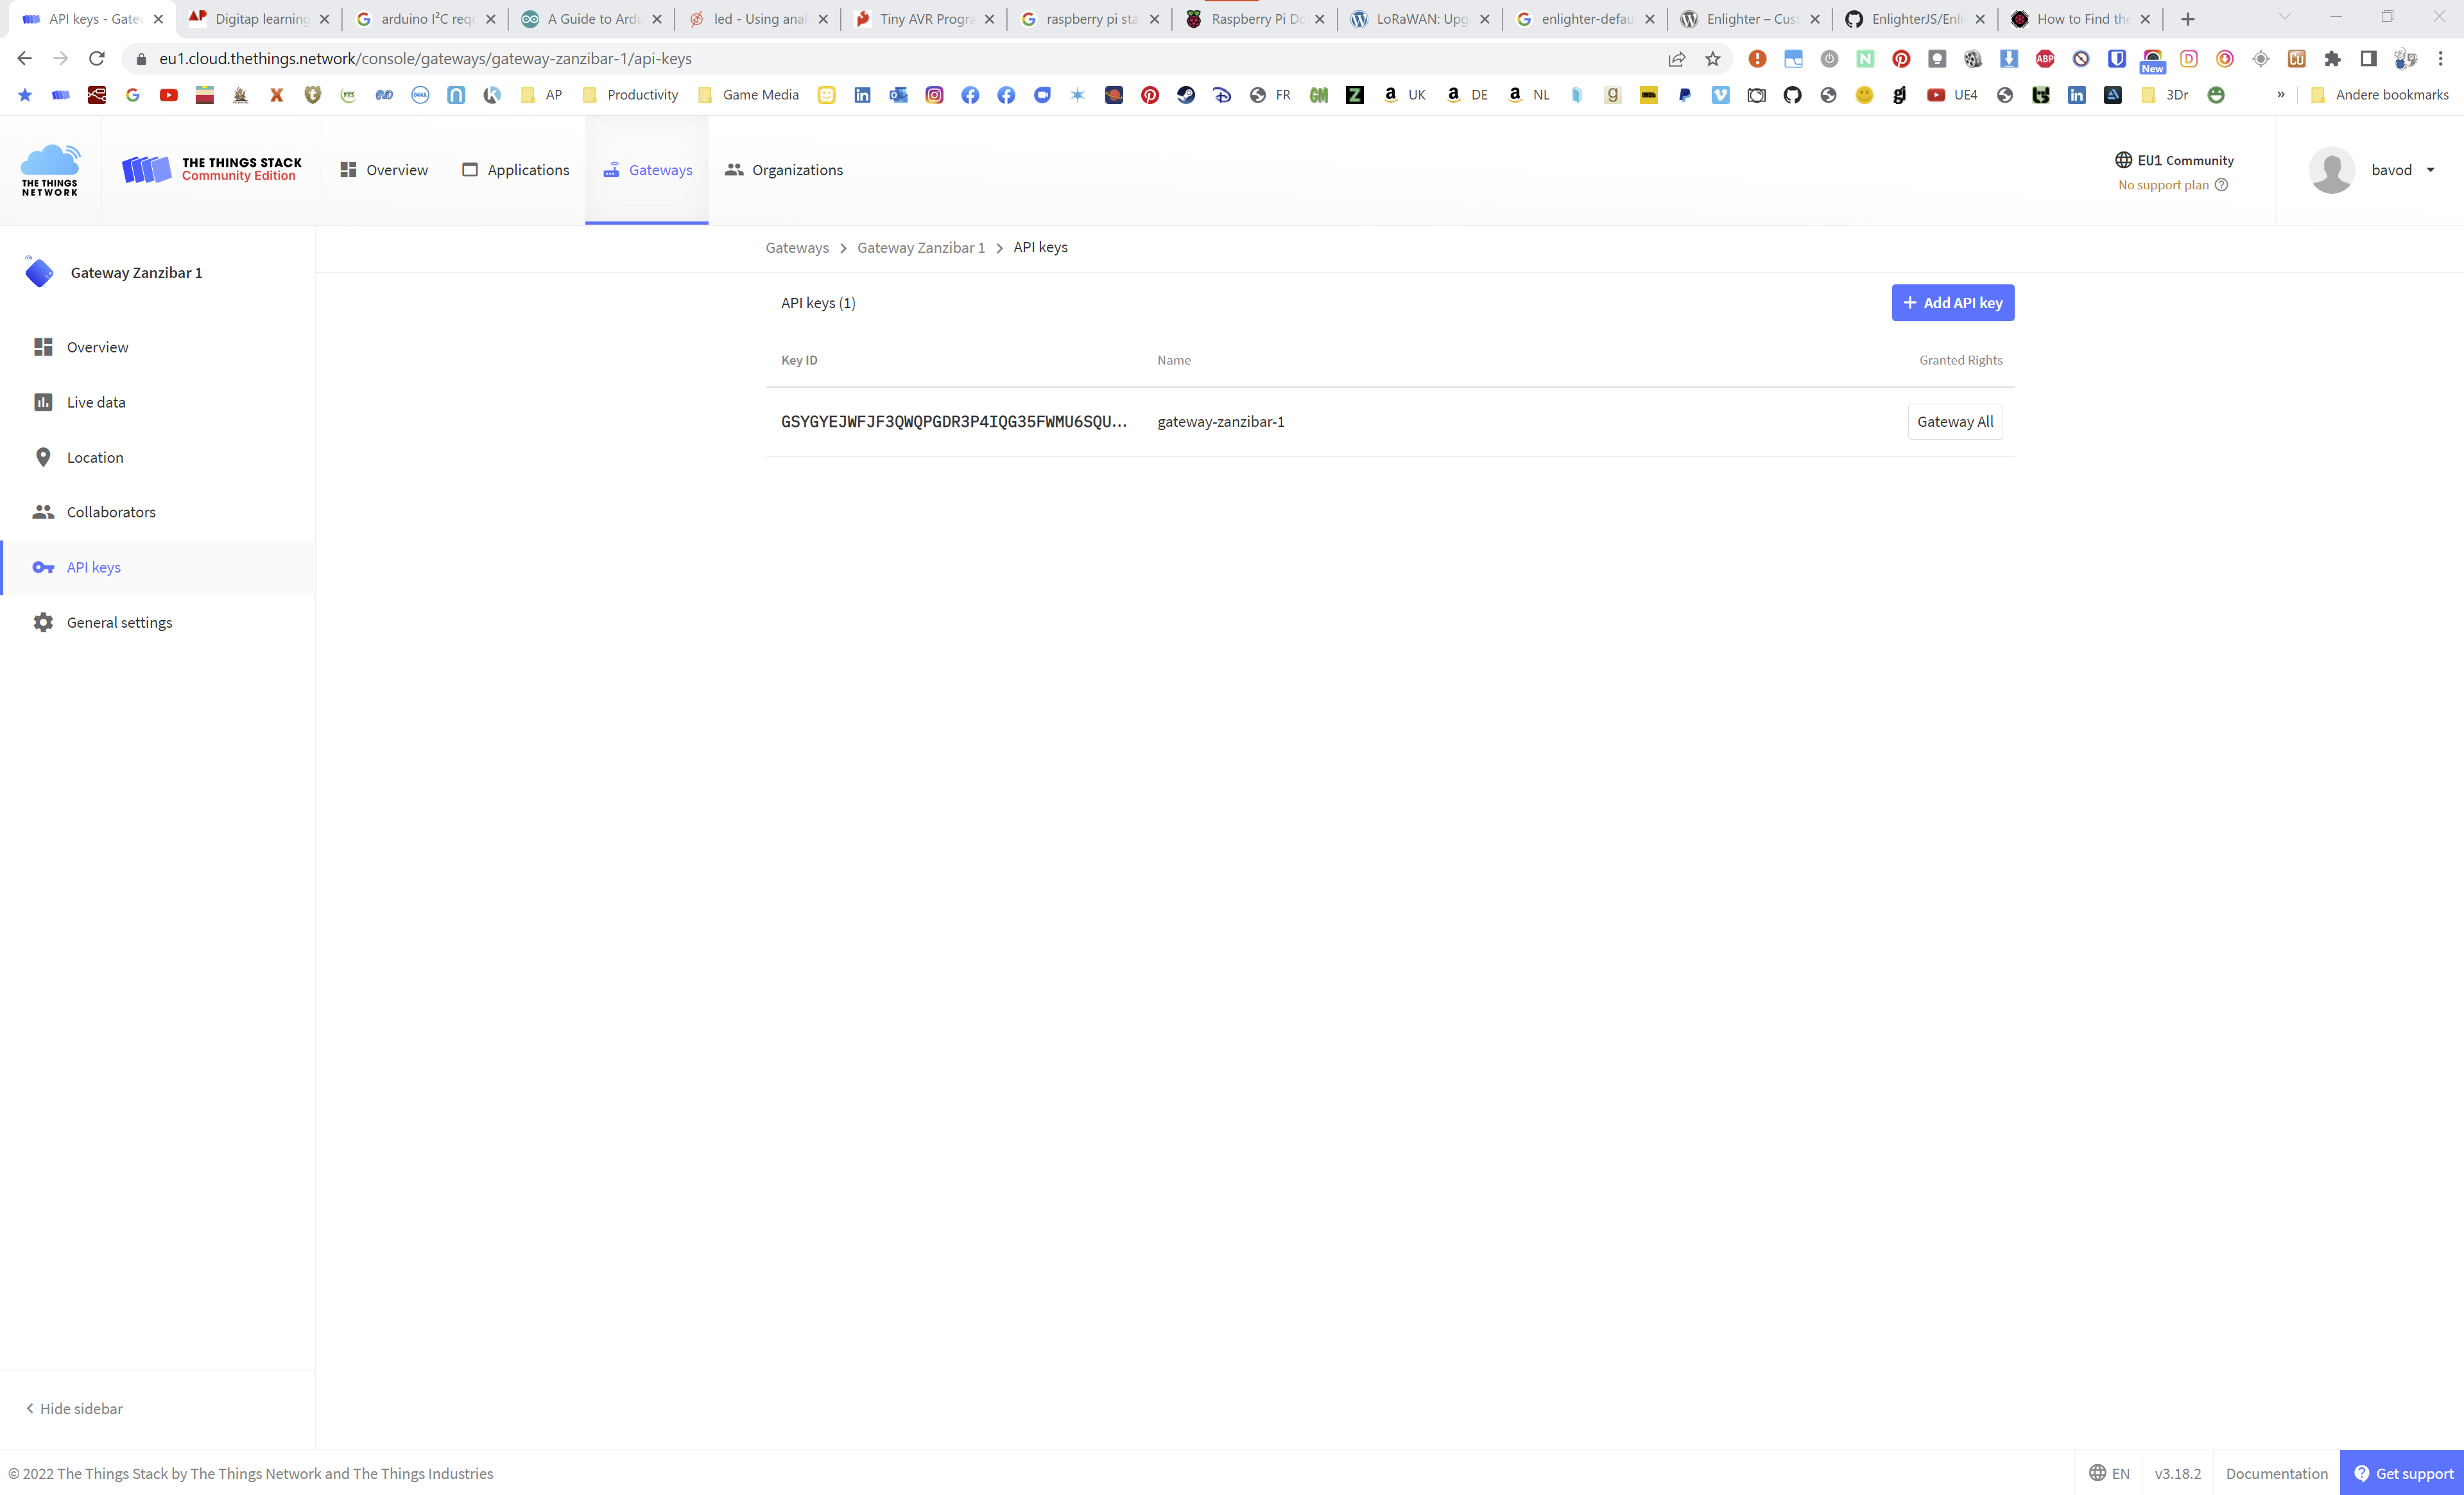 API keys - Gatew
Digitap learning
arduino I²C requ
A Guide to Ardu
led - Using anal
Tiny AVR Progra
raspberry pi sta
Raspberry Pi Do
LoRaWAN: Upg
enlighter-defau
Enlighter – Cust
EnlighterJS/Enli
How to Find the
eu1.cloud.thethings.network/console/gateways/gateway-zanzibar-1/api-keys
ABP
New
AP
Productivity
Game Media
FR
UK
DE
NL
UE4
3Dr
»
Andere bookmarks
THE THINGS
NETWORK
THE THINGS STACK
Community Edition
Overview
Applications
Gateways
Organizations
EU1 Community
No support plan
bavod
Gateway Zanzibar 1
Gateways > Gateway Zanzibar 1 > API keys
API keys (1)
+ Add API key
Key ID
Name
Granted Rights
GSYGYEJWFJF3QWQPGDR3P4IQG35FWMU6SQU...
gateway-zanzibar-1
Gateway All
Overview
Live data
Location
Collaborators
API keys
General settings
< Hide sidebar
© 2022 The Things Stack by The Things Network and The Things Industries
EN
v3.18.2
Documentation
Get support